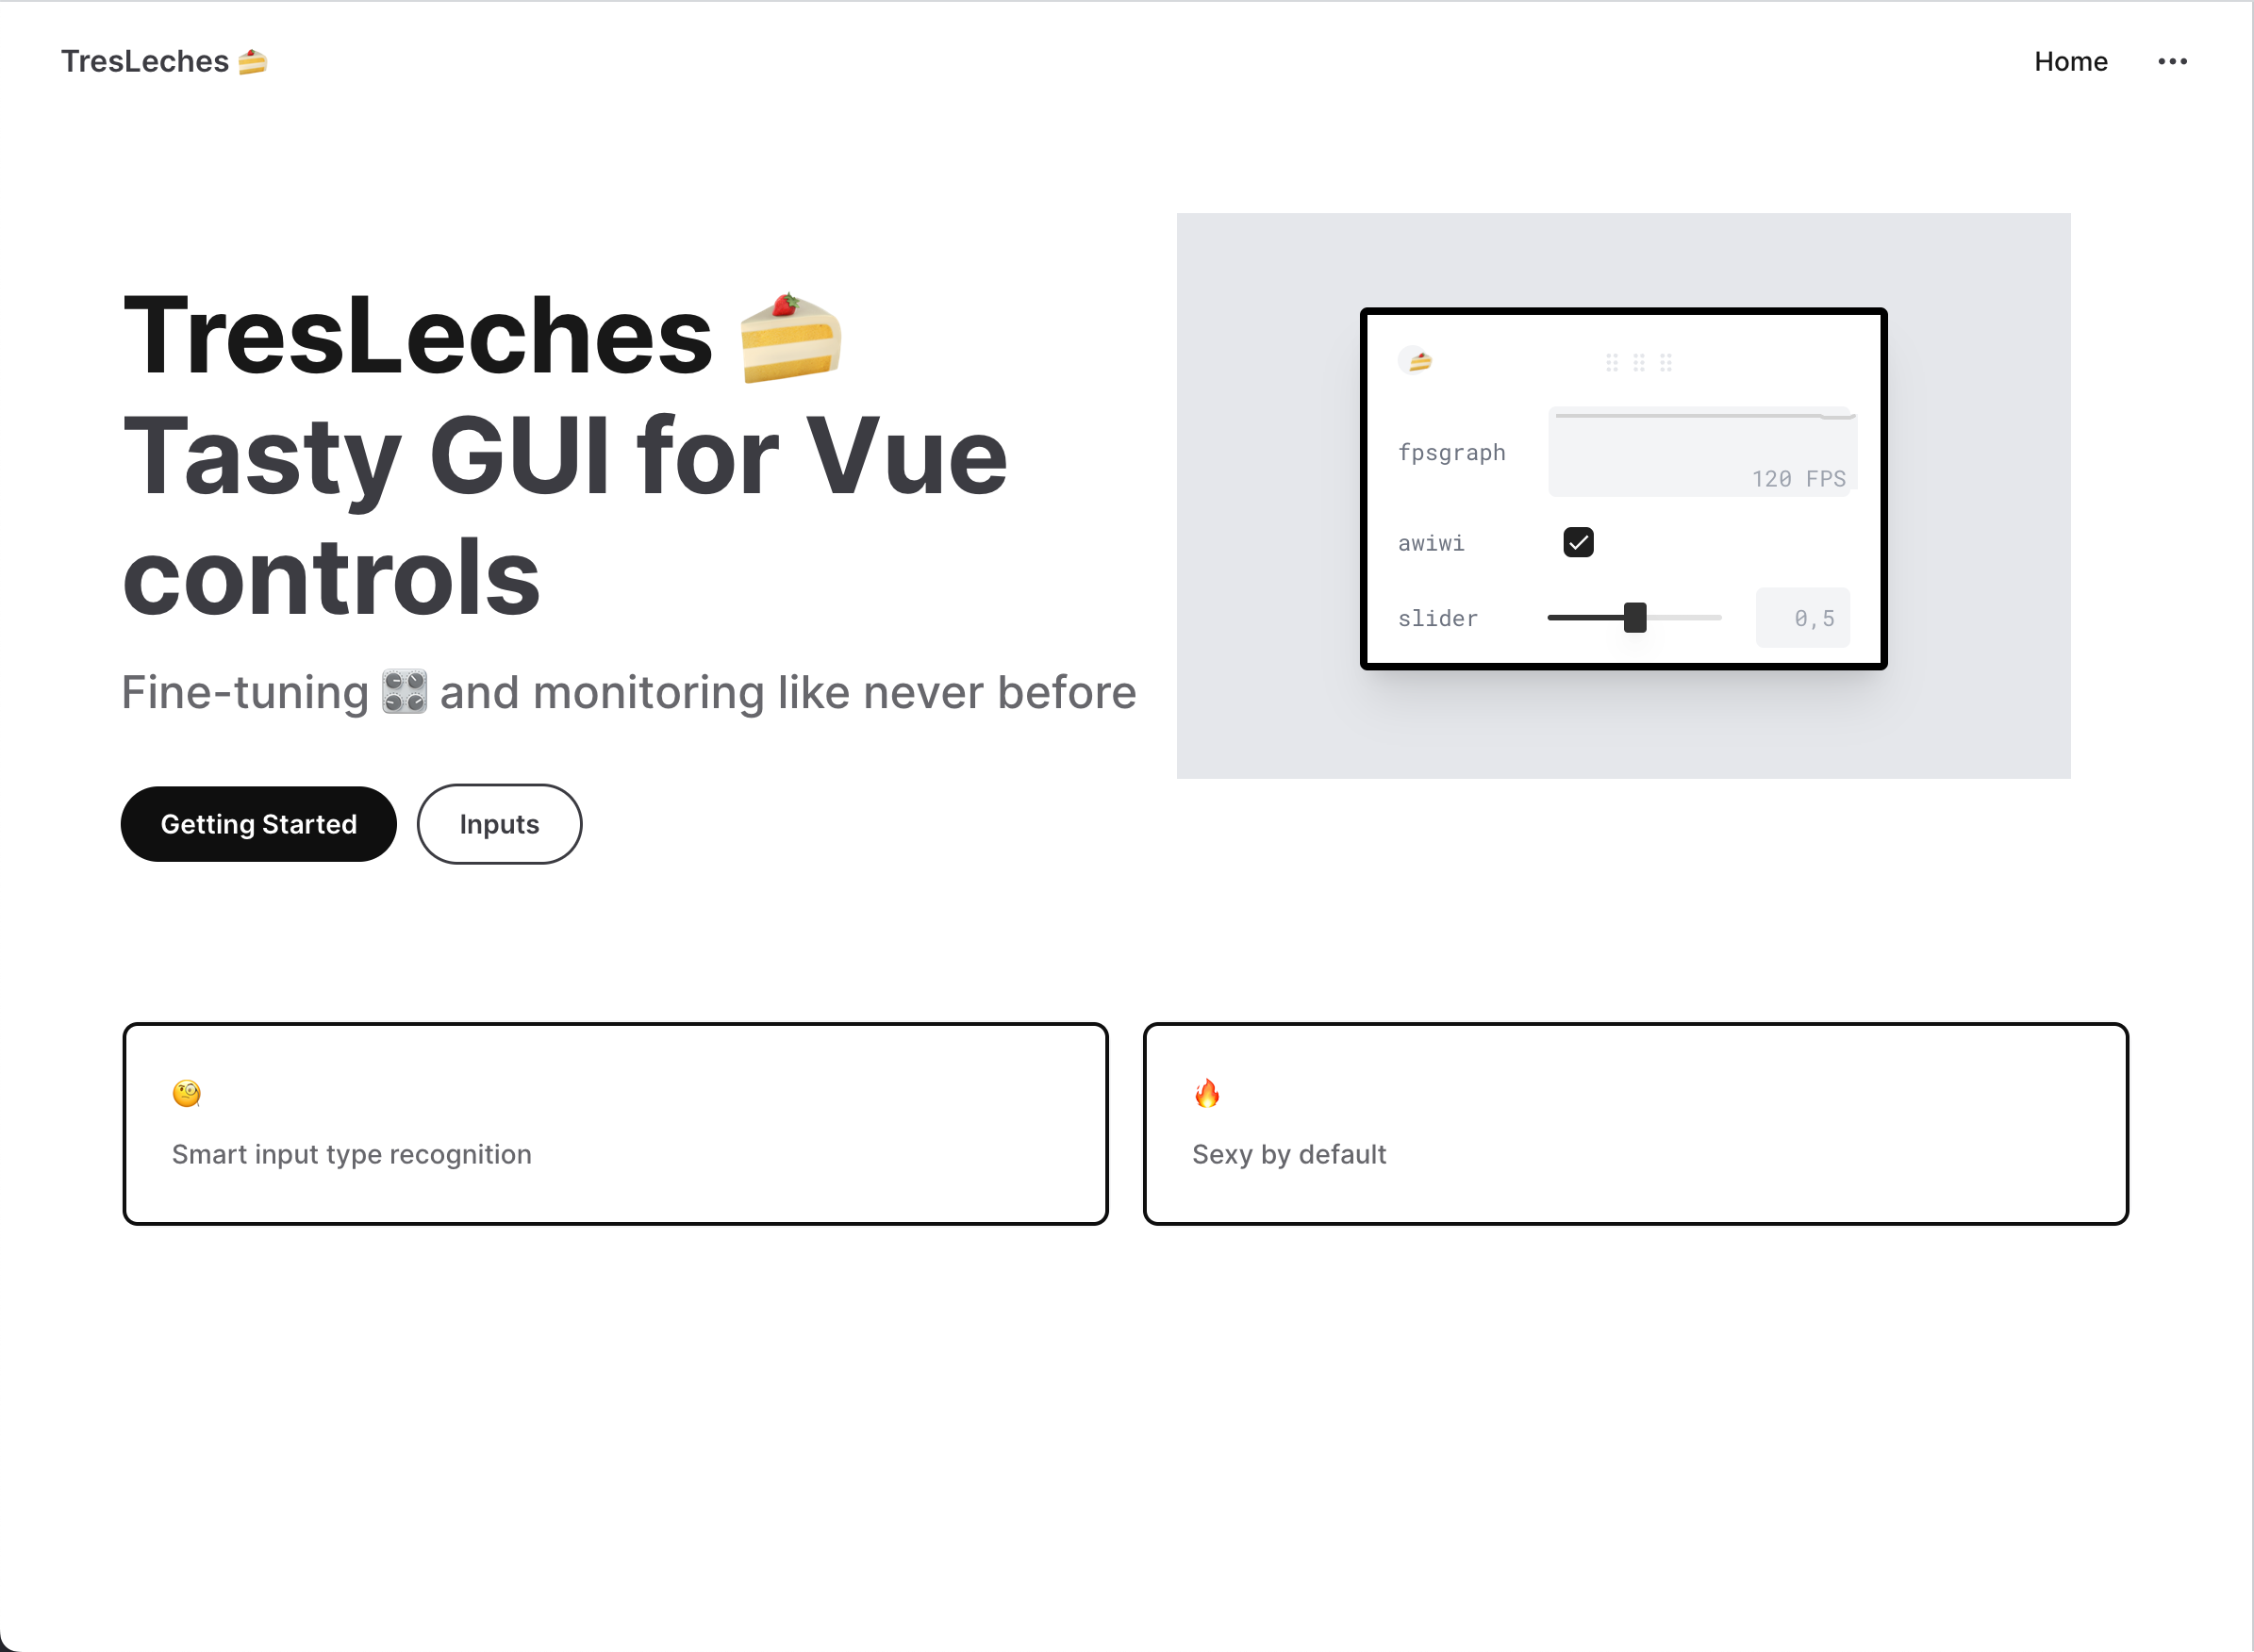 TresLeches 🍰
Home
TresLeches 🍰
Tasty GUI for Vue
controls
Fine-tuning 🎛️ and monitoring like never before
Getting Started
Inputs
fpsgraph
120 FPS
awiwi
slider
0,5
🧐
Smart input type recognition
🔥
Sexy by default